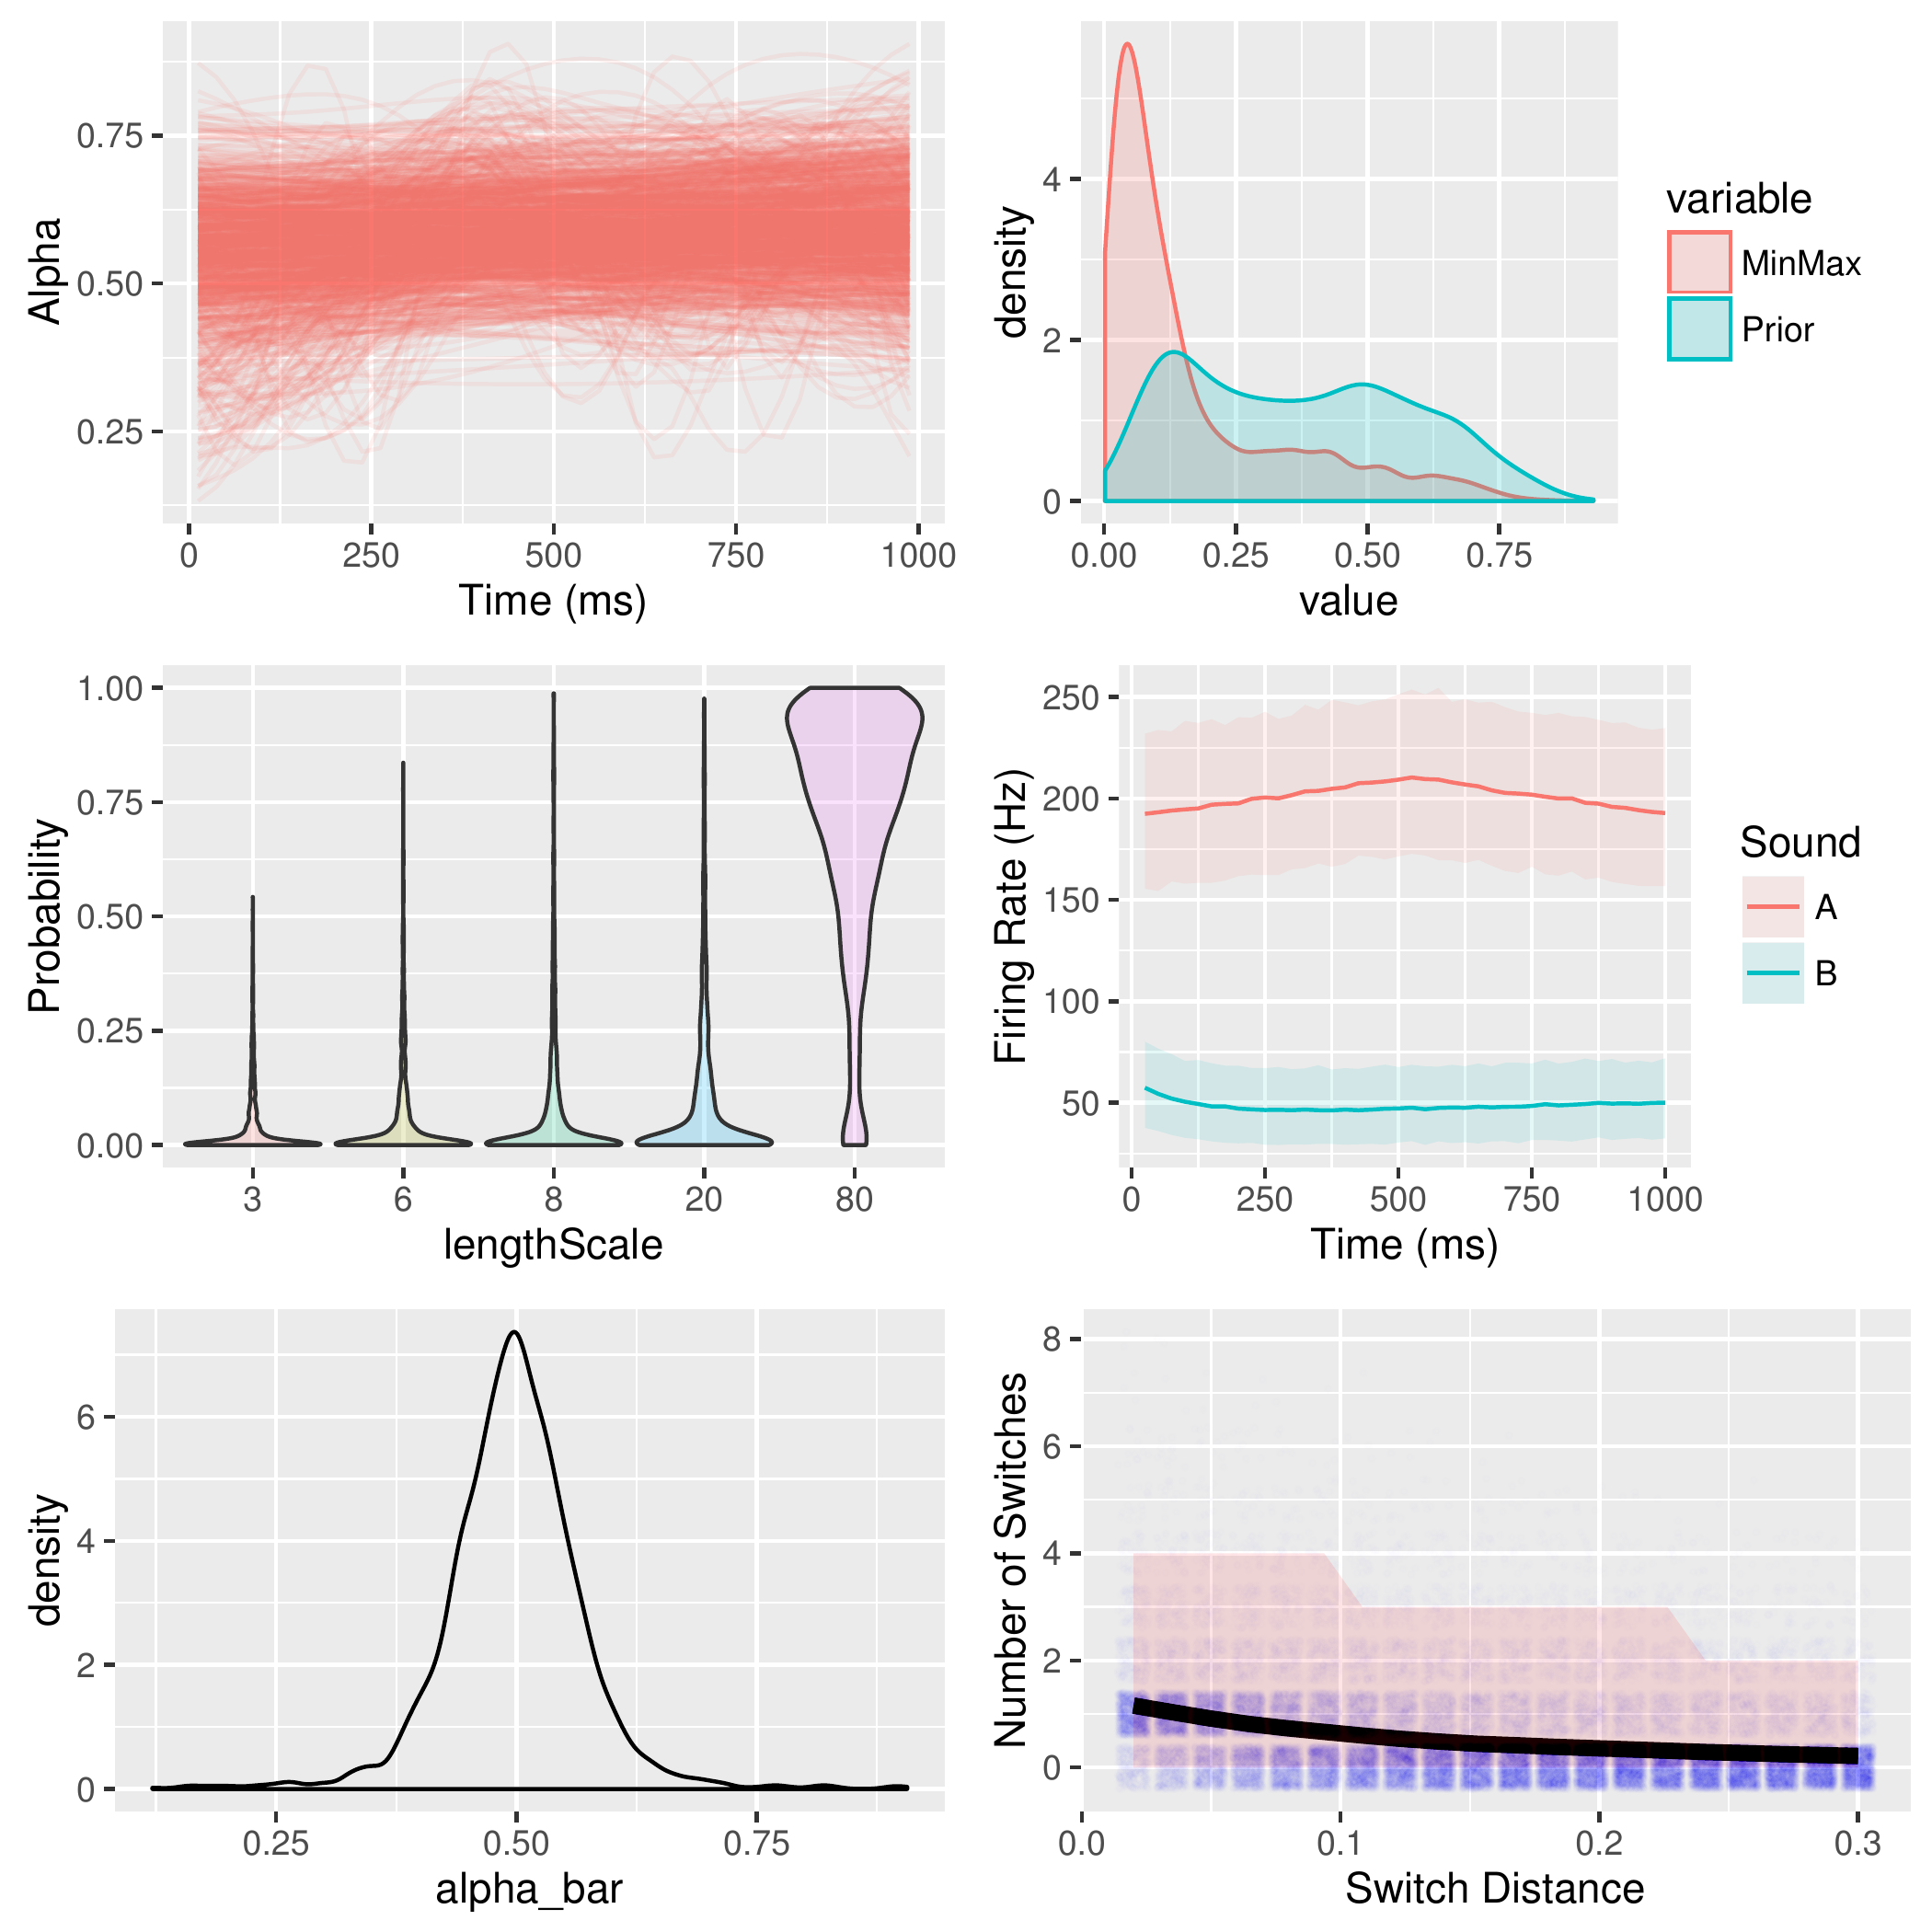 Alpha
0.75
0.50
0.25
0 250 500 750 1000
Time (ms)
density
4
2
0
0.00 0.25 0.50 0.75
value
variable
MinMax
Prior
Probability
1.00
0.75
0.50
0.25
0.00
3 6 8 20 80
lengthScale
Firing Rate (Hz)
250
200
150
100
50
0 250 500 750 1000
Time (ms)
Sound
A
B
density
6
4
2
0
0.25 0.50 0.75
alpha_bar
Number of Switches
8
6
4
2
0
0.0 0.1 0.2 0.3
Switch Distance